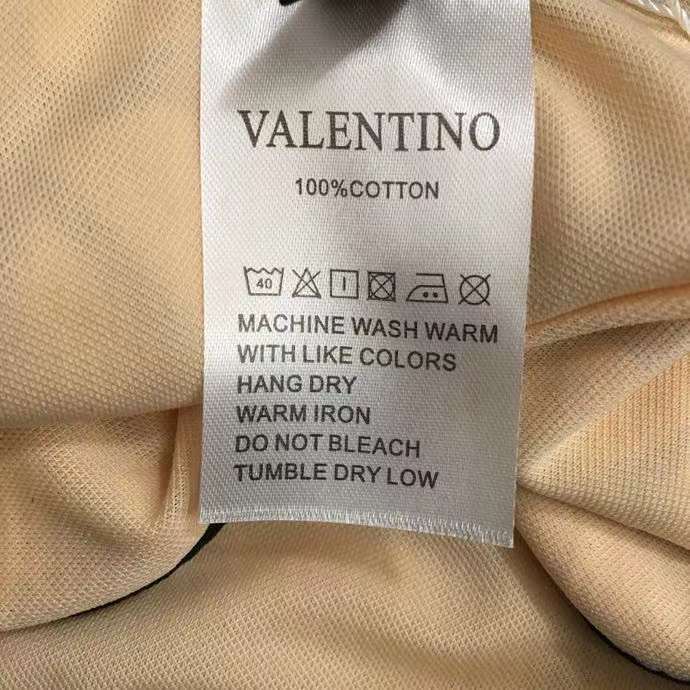 VALENTINO
100%COTTON
40
MACHINE WASH WARM
WITH LIKE COLORS
HANG DRY
WARM IRON
DO NOT BLEACH
TUMBLE DRY LOW